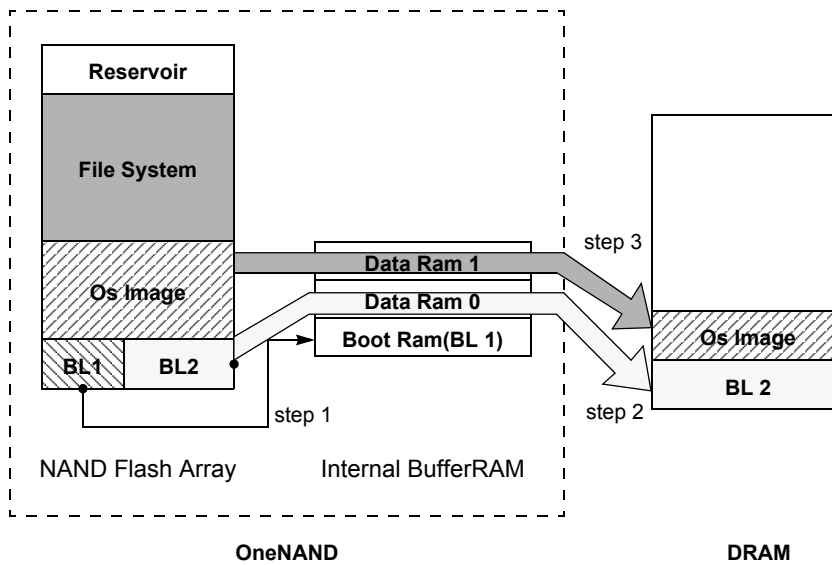 Reservoir
File System
Os Image
BL1
BL2
step 1
NAND Flash Array
Data Ram 1
Data Ram 0
Boot Ram(BL 1)
Internal BufferRAM
OneNAND
step 3
step 2
Os Image
BL 2
DRAM